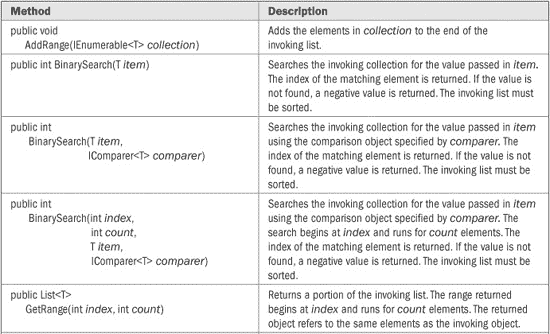 Method
Description
public void
AddRange(IEnumerable<T> collection)
Adds the elements in collection to the end of the
invoking list.
public int BinarySearch(T item)
Searches the invoking collection for the value passed in item.
The index of the matching element is returned. If the value is
not found, a negative value is returned. The invoking list must
be sorted.
public int
BinarySearch(T item,
IComparer<T> comparer)
Searches the invoking collection for the value passed in item
using the comparison object specified by comparer. The
index of the matching element is returned. If the value is not
found, a negative value is returned. The invoking list must be
sorted.
public int
BinarySearch(int index,
int count,
T item,
IComparer<T> comparer)
Searches the invoking collection for the value passed in item
using the comparison object specified by comparer. The
search begins at index and runs for count elements. The
index of the matching element is returned. If the value is not
found, a negative value is returned. The invoking list must be
sorted.
public List<T>
GetRange(int index, int count)
Returns a portion of the invoking list. The range returned
begins at index and runs for count elements. The
returned object refers to the same elements as the invoking
object.